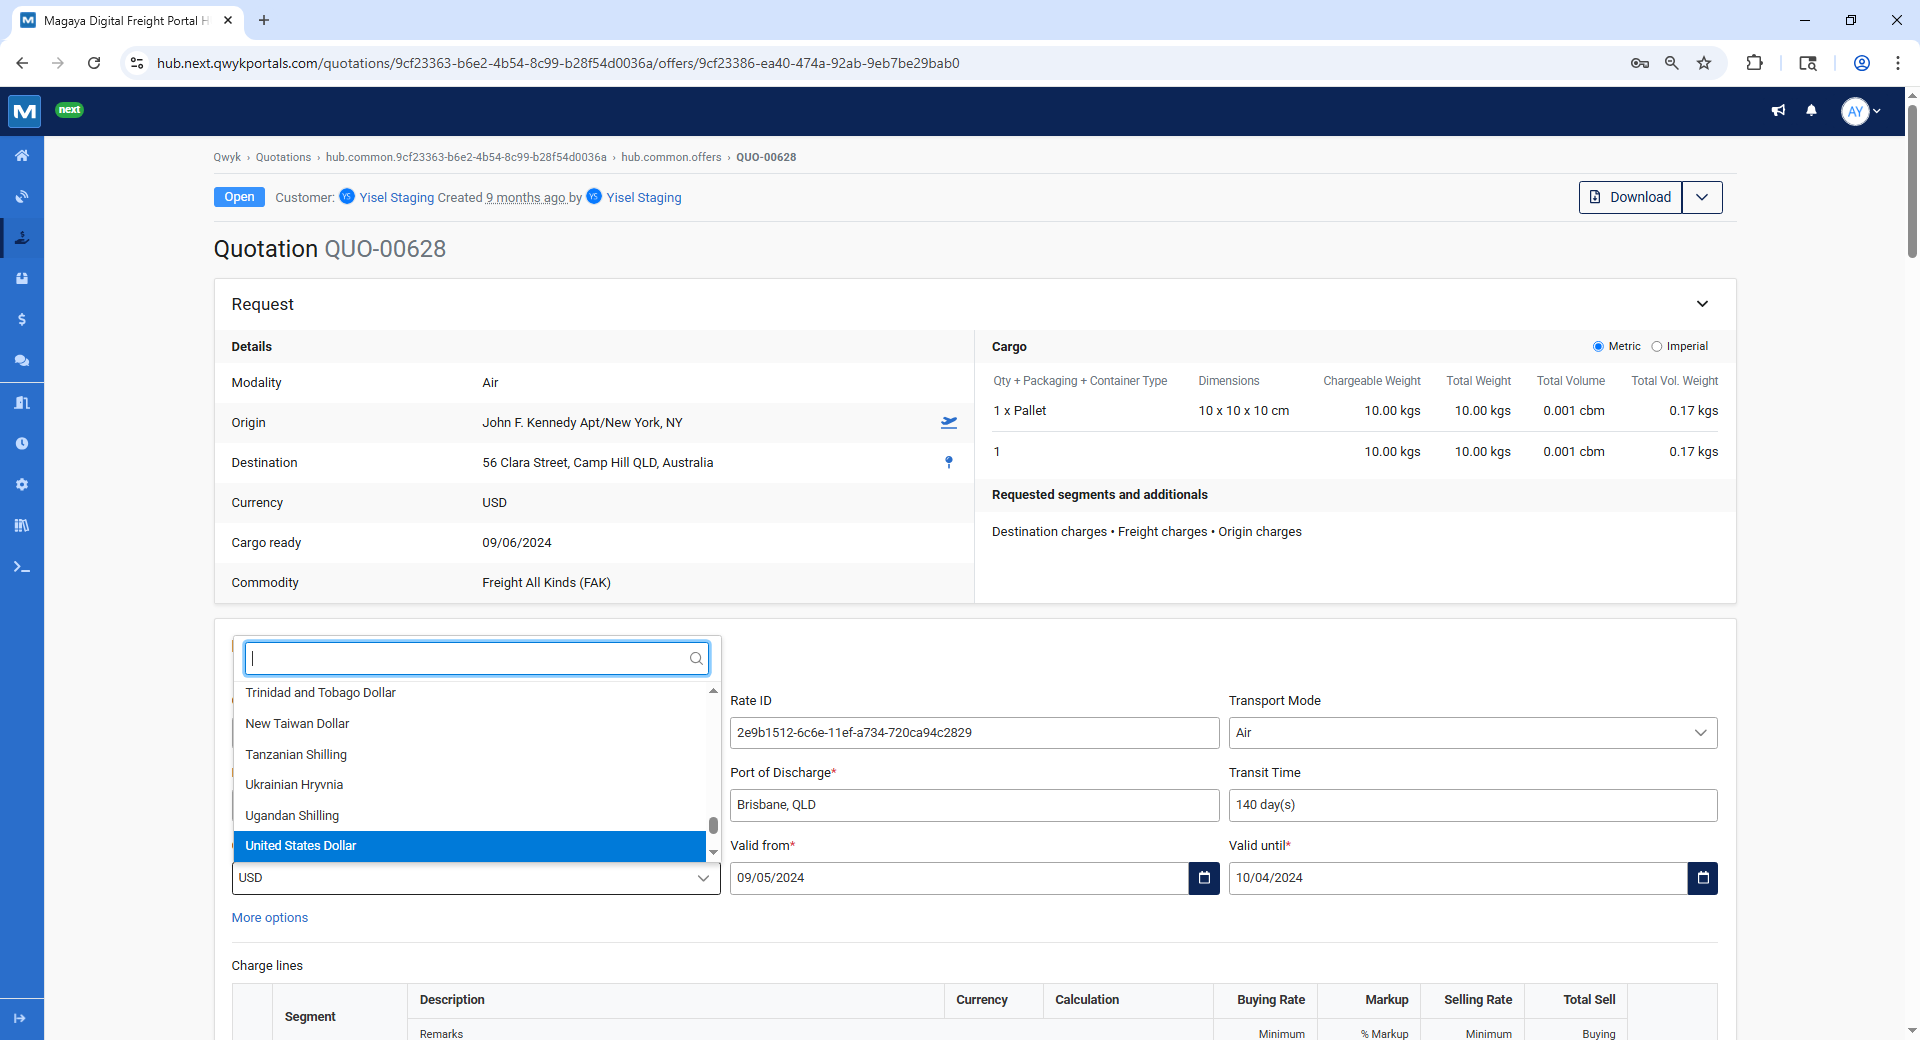 Magaya Digital Freight Portal H
hub.next.qwykportals.com/quotations/9cf23363-b6e2-4b54-8c99-b28f54d0036a/offers/9cf23386-ea40-474a-92ab-9eb7be29bab0
M next AY
Qwyk › Quotations › hub.common.9cf23363-b6e2-4b54-8c99-b28f54d0036a › hub.common.offers › QUO-00628
Open Customer: YS Yisel Staging Created 9 months ago by YS Yisel Staging Download
Quotation QUO-00628
Request
Details
Modality Air
Origin John F. Kennedy Apt/New York, NY
Destination 56 Clara Street, Camp Hill QLD, Australia
Currency USD
Cargo ready 09/06/2024
Commodity Freight All Kinds (FAK)
Cargo Metric Imperial
Qty + Packaging + Container Type Dimensions Chargeable Weight Total Weight Total Volume Total Vol. Weight
1 x Pallet 10 x 10 x 10 cm 10.00 kgs 10.00 kgs 0.001 cbm 0.17 kgs
1 10.00 kgs 10.00 kgs 0.001 cbm 0.17 kgs
Requested segments and additionals
Destination charges • Freight charges • Origin charges
Trinidad and Tobago Dollar
New Taiwan Dollar
Tanzanian Shilling
Ukrainian Hryvnia
Ugandan Shilling
United States Dollar
USD
Rate ID
2e9b1512-6c6e-11ef-a734-720ca94c2829
Transport Mode
Air
Port of Discharge*
Brisbane, QLD
Transit Time
140 day(s)
Valid from*
09/05/2024
Valid until*
10/04/2024
More options
Charge lines
Segment Description Currency Calculation Buying Rate Markup Selling Rate Total Sell
Remarks Minimum % Markup Minimum Buying